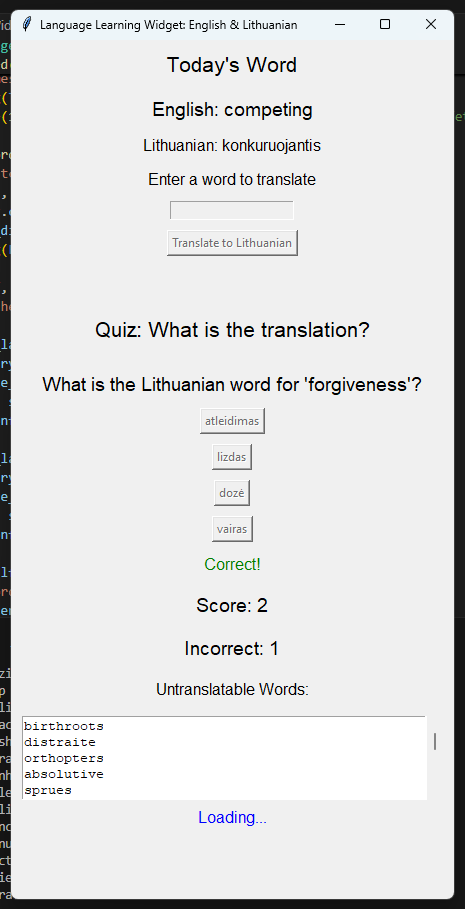 Language Learning Widget: English & Lithuanian
Today's Word
English: competing
Lithuanian: konkuruojantis
Enter a word to translate
Translate to Lithuanian
Quiz: What is the translation?
What is the Lithuanian word for 'forgiveness'?
atleidimas
lizdas
dozė
vairas
Correct!
Score: 2
Incorrect: 1
Untranslatable Words:
birthroots
distraite
orthopters
absolutive
sprues
Loading...